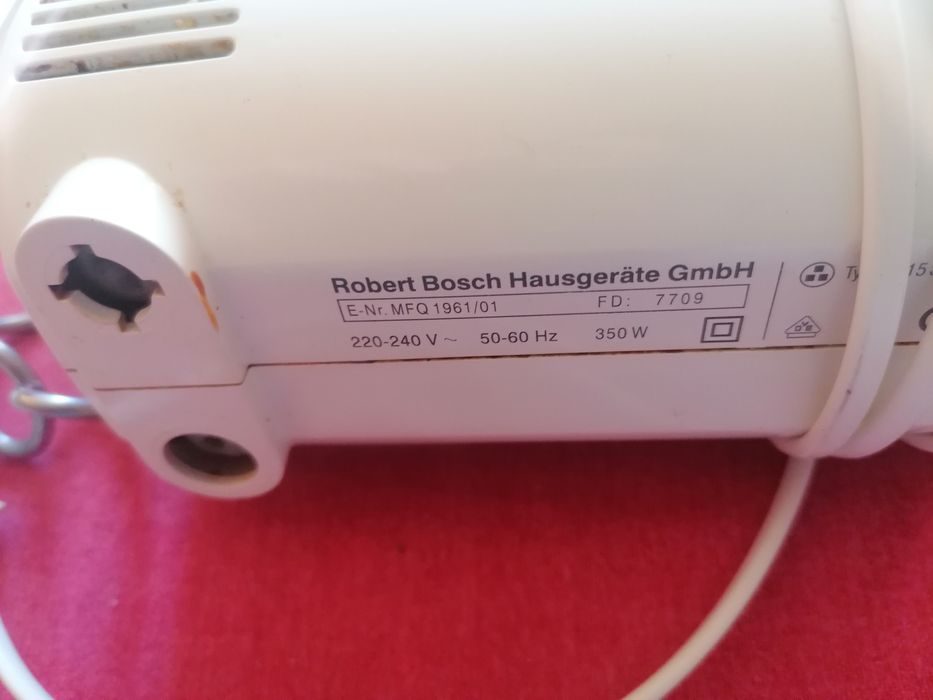 Robert Bosch Hausgeräte GmbH
E-Nr. MFQ 1961/01 FD: 7709
220-240 V ~ 50-60 Hz 350 W